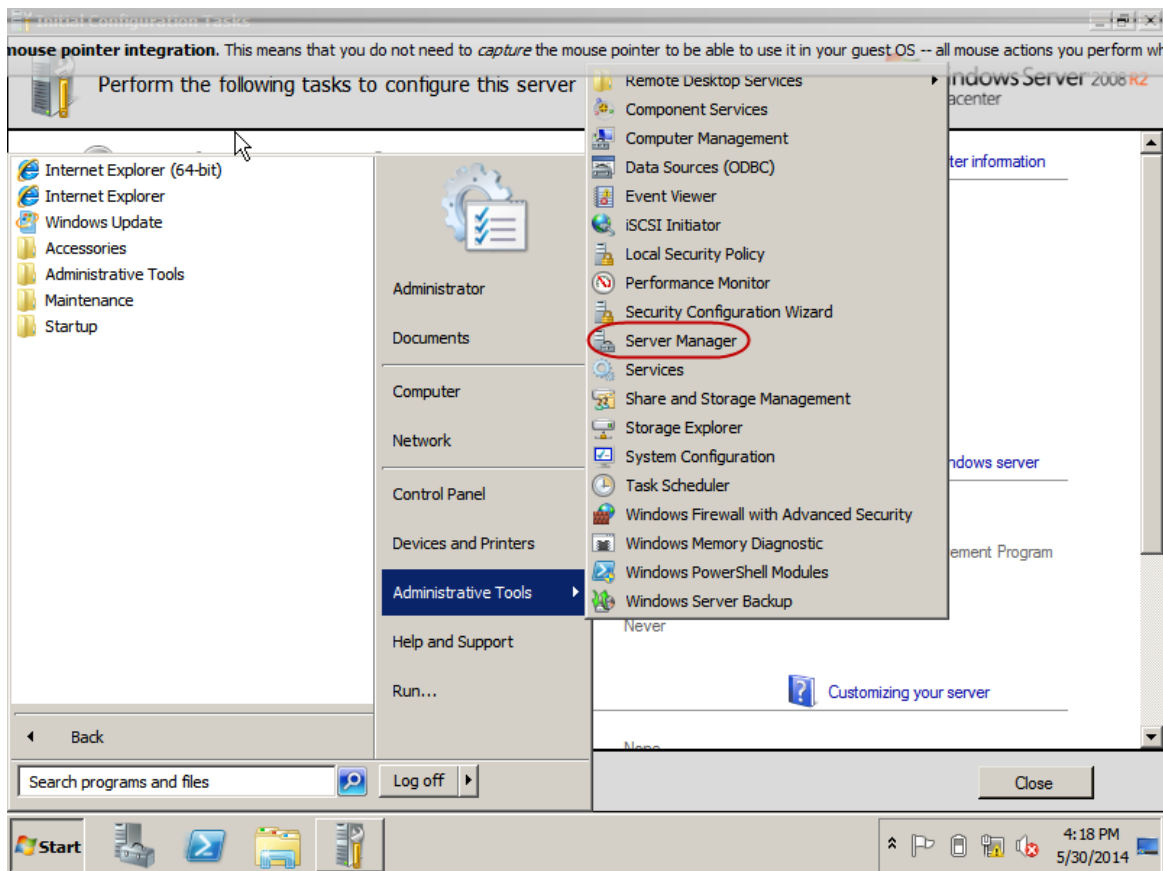 Initial Configuration Tasks
mouse pointer integration. This means that you do not need to capture the mouse pointer to be able to use it in your guest OS -- all mouse actions you perform
Perform the following tasks to configure this server
ndows Server 2008 R2
acenter
Internet Explorer (64-bit)
Internet Explorer
Windows Update
Accessories
Administrative Tools
Maintenance
Startup
Back
Search programs and files
Administrator
Documents
Computer
Network
Control Panel
Devices and Printers
Administrative Tools
Help and Support
Run...
Log off
Remote Desktop Services
Component Services
Computer Management
Data Sources (ODBC)
Event Viewer
iSCSI Initiator
Local Security Policy
Performance Monitor
Security Configuration Wizard
Server Manager
Services
Share and Storage Management
Storage Explorer
System Configuration
Task Scheduler
Windows Firewall with Advanced Security
Windows Memory Diagnostic
Windows PowerShell Modules
Windows Server Backup
ter information
ndows server
ement Program
Never
Customizing your server
Close
Start
4:18 PM
5/30/2014